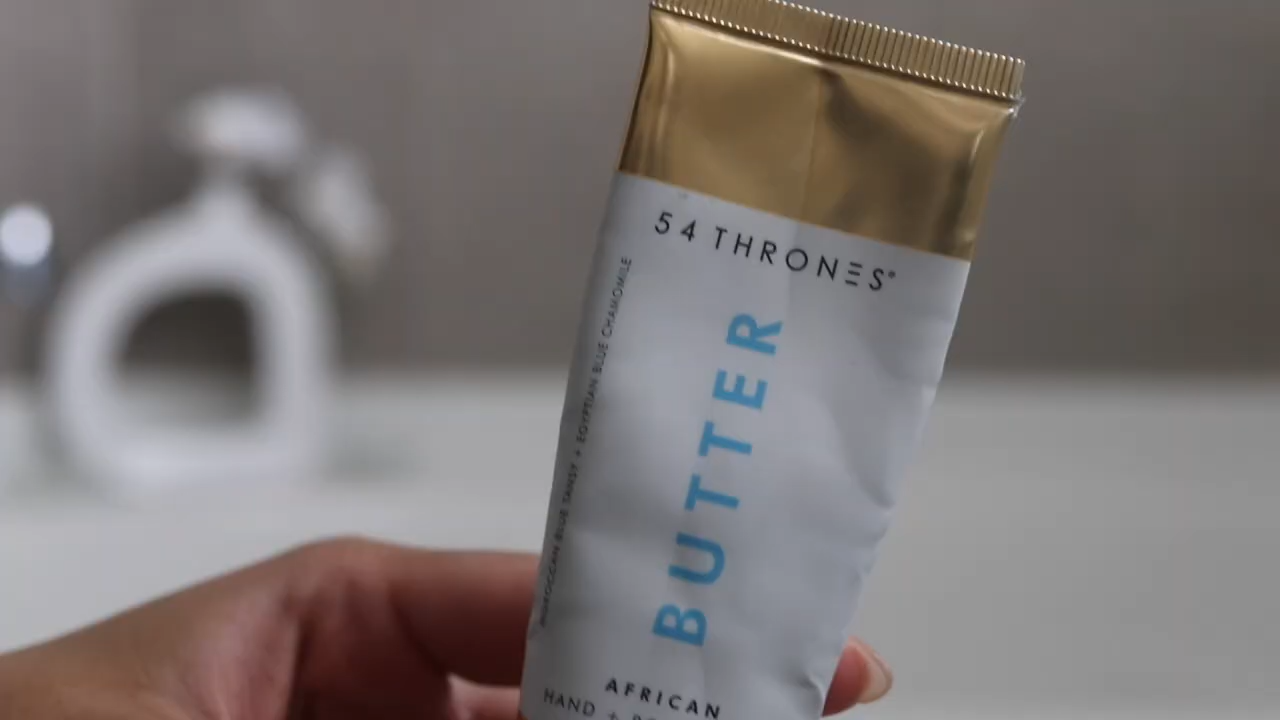 54 THRONES®
MOROCCAN BLUE TANSY + EGYPTIAN BLUE CHAMOMILE
BUTTER
AFRICAN
HAND +